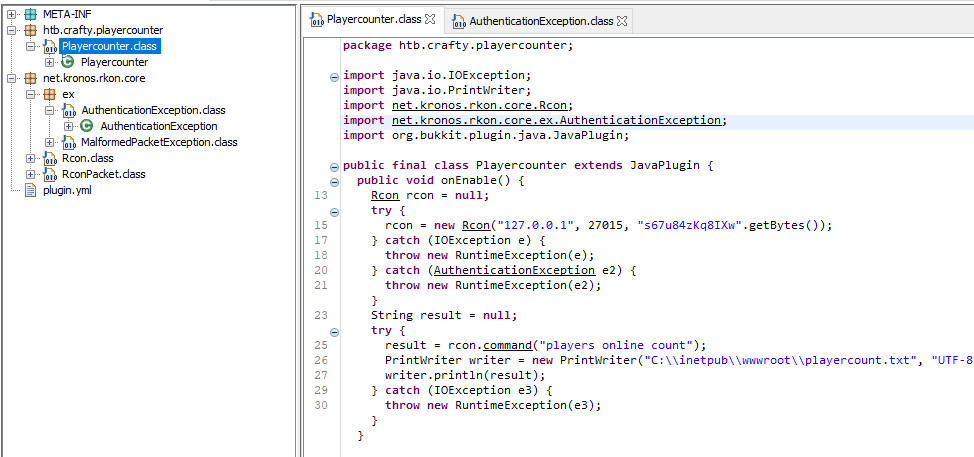 META-INF
htb.crafty.playercounter
Playercounter.class
Playercounter
net.kronos.rkon.core
ex
AuthenticationException.class
AuthenticationException
MalformedPacketException.class
Rcon.class
RconPacket.class
plugin.yml
Playercounter.class
AuthenticationException.class
package htb.crafty.playercounter;
import java.io.IOException;
import java.io.PrintWriter;
import net.kronos.rkon.core.Rcon;
import net.kronos.rkon.core.ex.AuthenticationException;
import org.bukkit.plugin.java.JavaPlugin;
public final class Playercounter extends JavaPlugin {
public void onEnable() {
13 Rcon rcon = null;
try {
15 rcon = new Rcon("127.0.0.1", 27015, "s67u84zKq8IXw".getBytes());
17 } catch (IOException e) {
18 throw new RuntimeException(e);
20 } catch (AuthenticationException e2) {
21 throw new RuntimeException(e2);
}
23 String result = null;
try {
25 result = rcon.command("players online count");
26 PrintWriter writer = new PrintWriter("C:\\inetpub\\wwwroot\\playercount.txt", "UTF-8
27 writer.println(result);
29 } catch (IOException e3) {
30 throw new RuntimeException(e3);
}
}